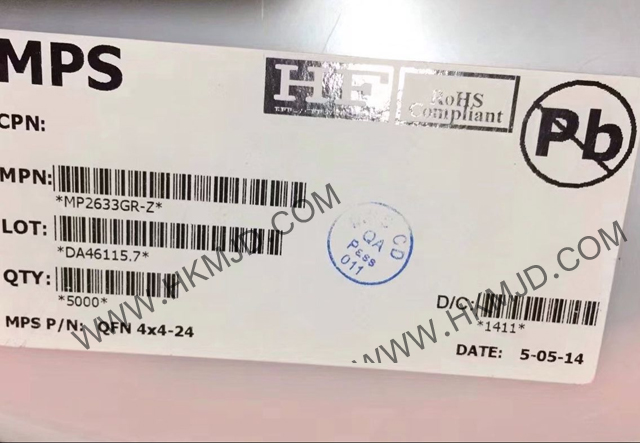 MPS
HF
RoHS
Compliant
Pb
CPN:
MPN:
*MP2633GR-Z*
LOT:
*DA46115.7*
QTY:
*5000*
MPS P/N: QFN 4x4-24
CD
QA
Pass
011
D/C:
*1411*
DATE: 5-05-14
WWW.HKMJD.COM
WWW.HKMJD.COM